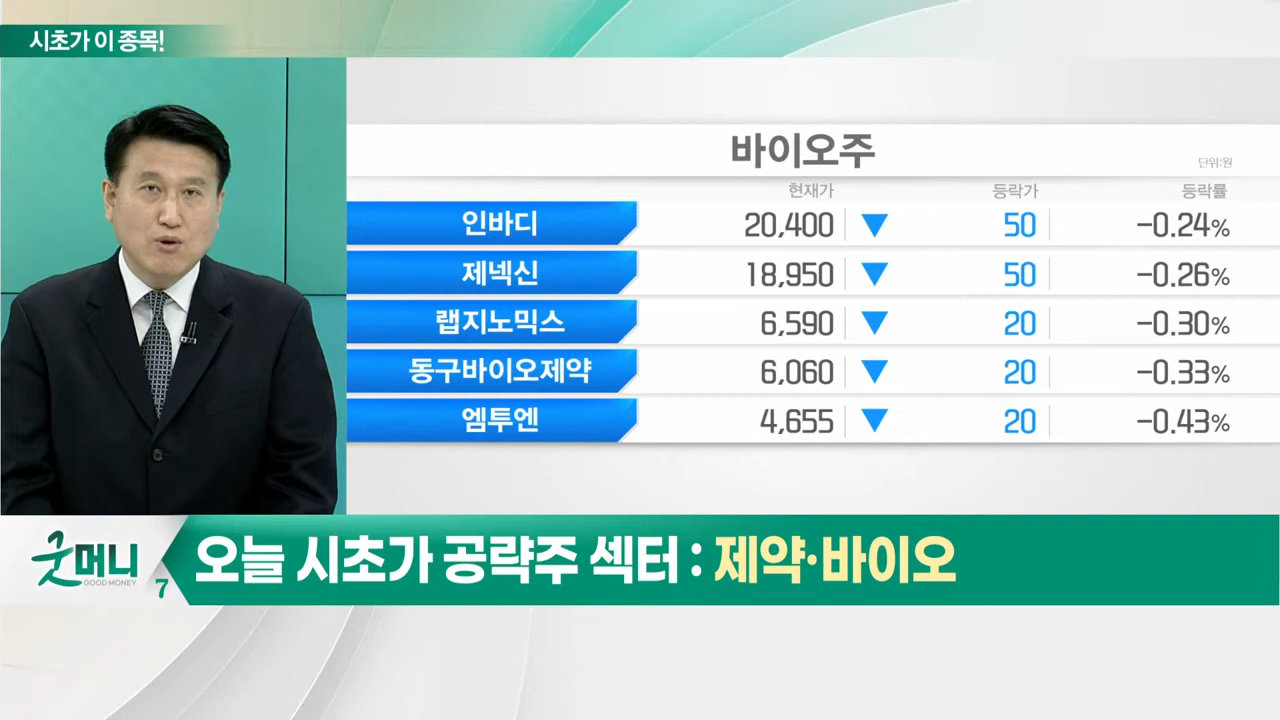 시초가 이 종목!
바이오주
단위:원
현재가 등락가 등락률
인바디 20,400 ▼ 50 -0.24%
제넥신 18,950 ▼ 50 -0.26%
랩지노믹스 6,590 ▼ 20 -0.30%
동구바이오제약 6,060 ▼ 20 -0.33%
엠투엔 4,655 ▼ 20 -0.43%
굿머니
GOOD MONEY
7
오늘 시초가 공략주 섹터 : 제약·바이오